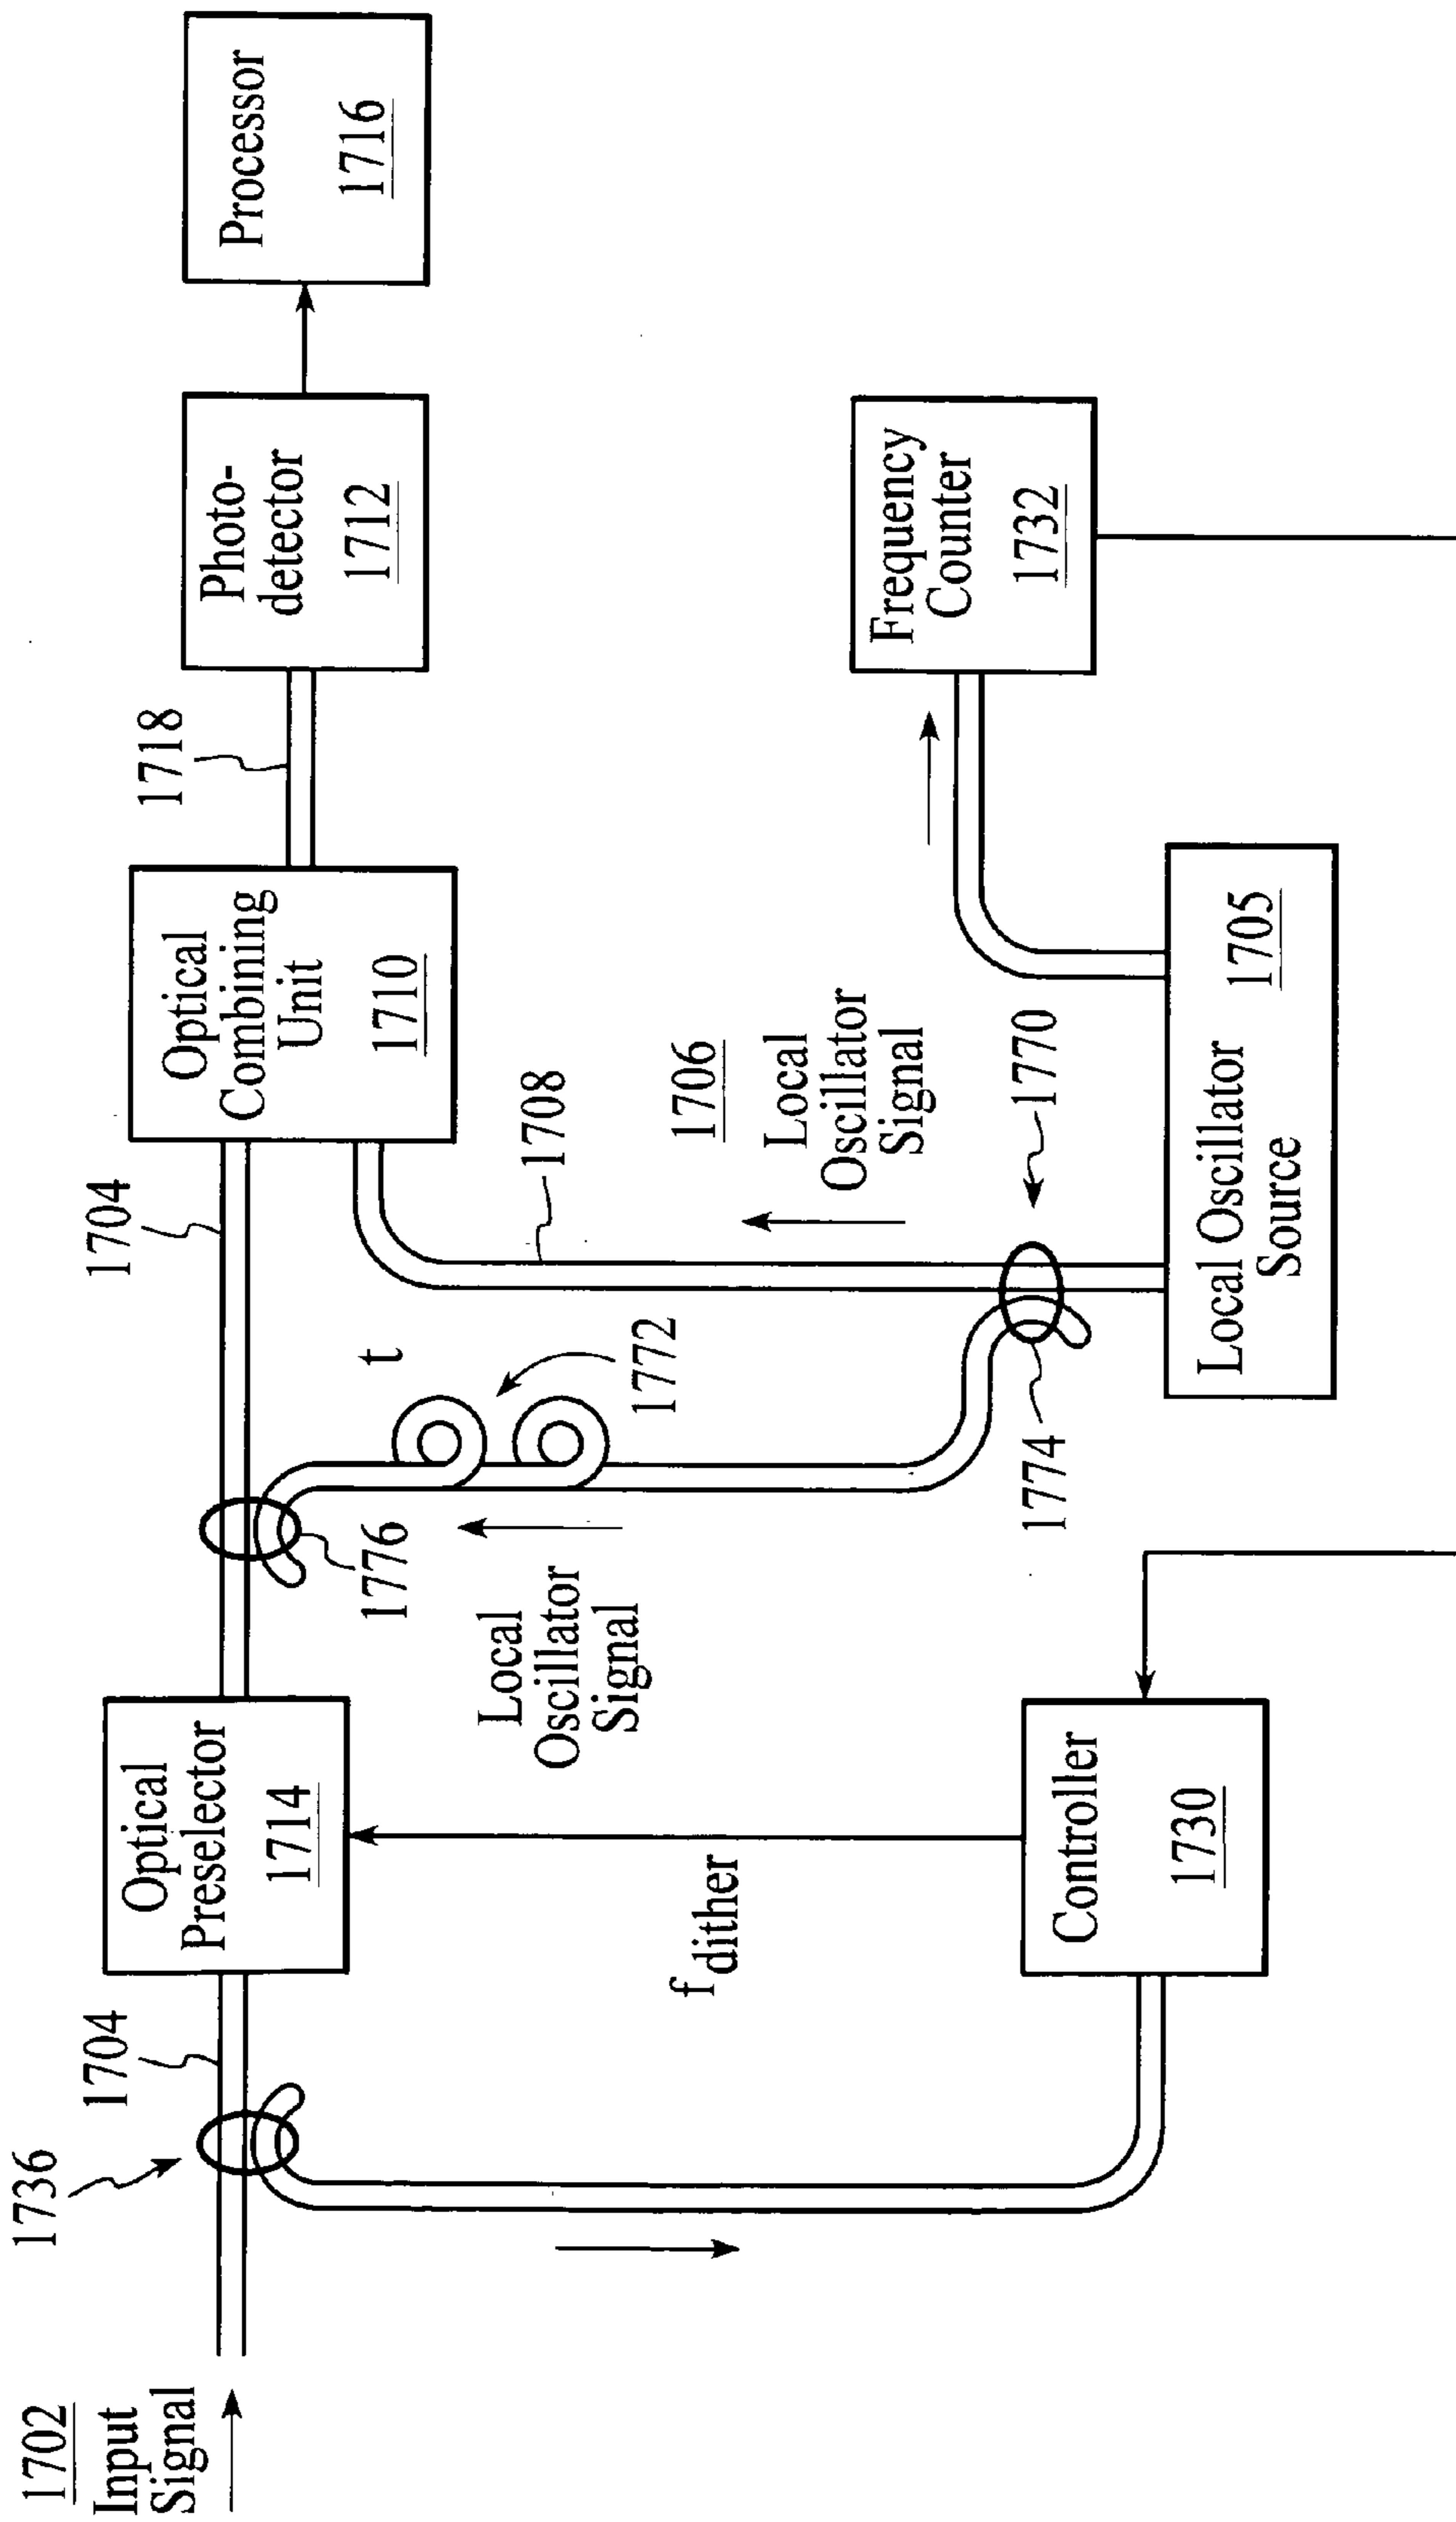 1702
Input
Signal
1736
1704
Optical
Preselector
1714
1704
Optical
Combining
Unit
1710
1718
Photo-
detector
1712
Processor
1716
f dither
Local
Oscillator
Signal
1776
t
1772
1708
1706
Local
Oscillator
Signal
1770
1774
Frequency
Counter
1732
Controller
1730
Local Oscillator
Source
1705